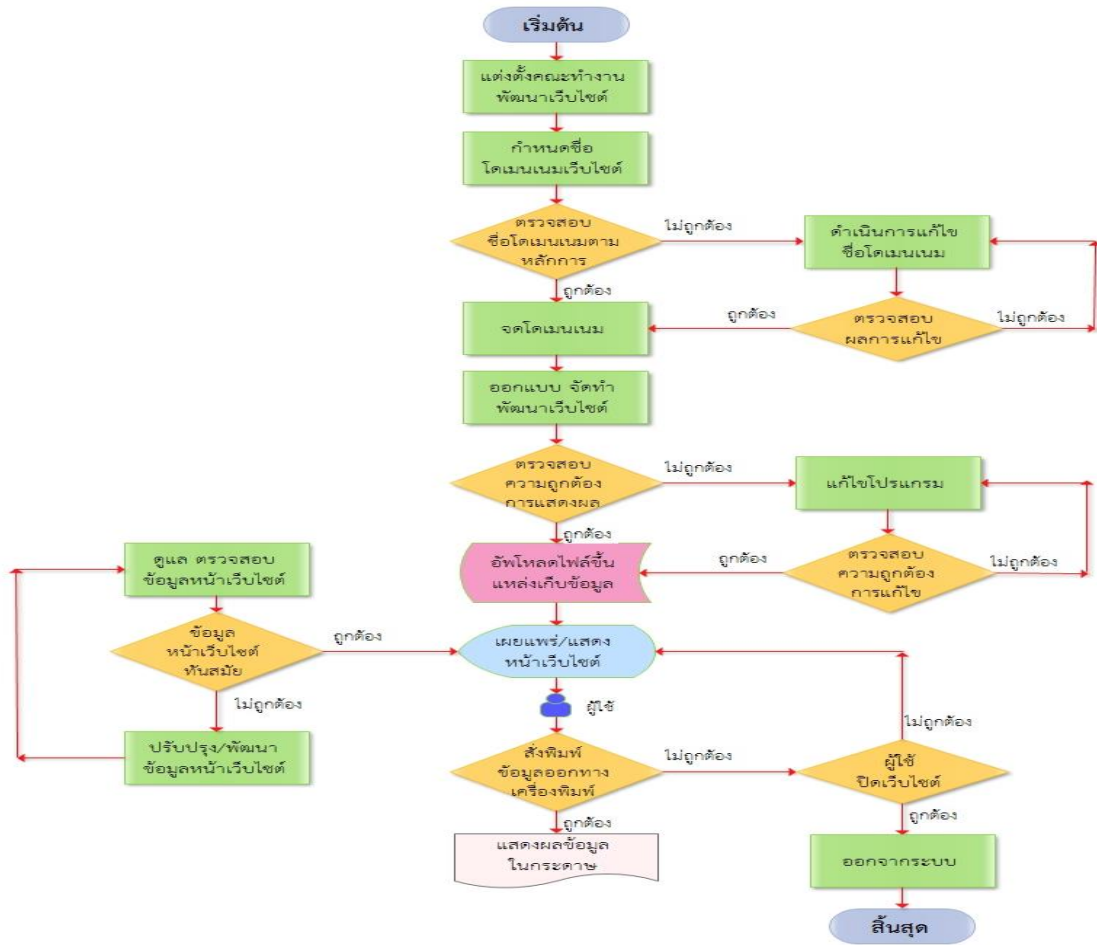 เริ่มต้น
แต่งตั้งคณะทำงาน
พัฒนาเว็บไซต์
กำหนดชื่อ
โดเมนเนมเว็บไซต์
ตรวจสอบ
ชื่อโดเมนเนมตาม
หลักการ
ไม่ถูกต้อง
ดำเนินการแก้ไข
ชื่อโดเมนเนม
ถูกต้อง
จดโดเมนเนม
ถูกต้อง
ตรวจสอบ
ผลการแก้ไข
ไม่ถูกต้อง
ออกแบบ จัดทำ
พัฒนาเว็บไซต์
ตรวจสอบ
ความถูกต้อง
การแสดงผล
ไม่ถูกต้อง
แก้ไขโปรแกรม
ถูกต้อง
อัพโหลดไฟล์ขึ้น
แหล่งเก็บข้อมูล
ถูกต้อง
ตรวจสอบ
ความถูกต้อง
การแก้ไข
ไม่ถูกต้อง
ดูแล ตรวจสอบ
ข้อมูลหน้าเว็บไซต์
ข้อมูล
หน้าเว็บไซต์
ทันสมัย
ถูกต้อง
เผยแพร่/แสดง
หน้าเว็บไซต์
ไม่ถูกต้อง
ปรับปรุง/พัฒนา
ข้อมูลหน้าเว็บไซต์
ผู้ใช้
สั่งพิมพ์
ข้อมูลออกทาง
เครื่องพิมพ์
ไม่ถูกต้อง
ไม่ถูกต้อง
ผู้ใช้
ปิดเว็บไซต์
ถูกต้อง
แสดงผลข้อมูล
ในกระดาษ
ถูกต้อง
ออกจากระบบ
สิ้นสุด